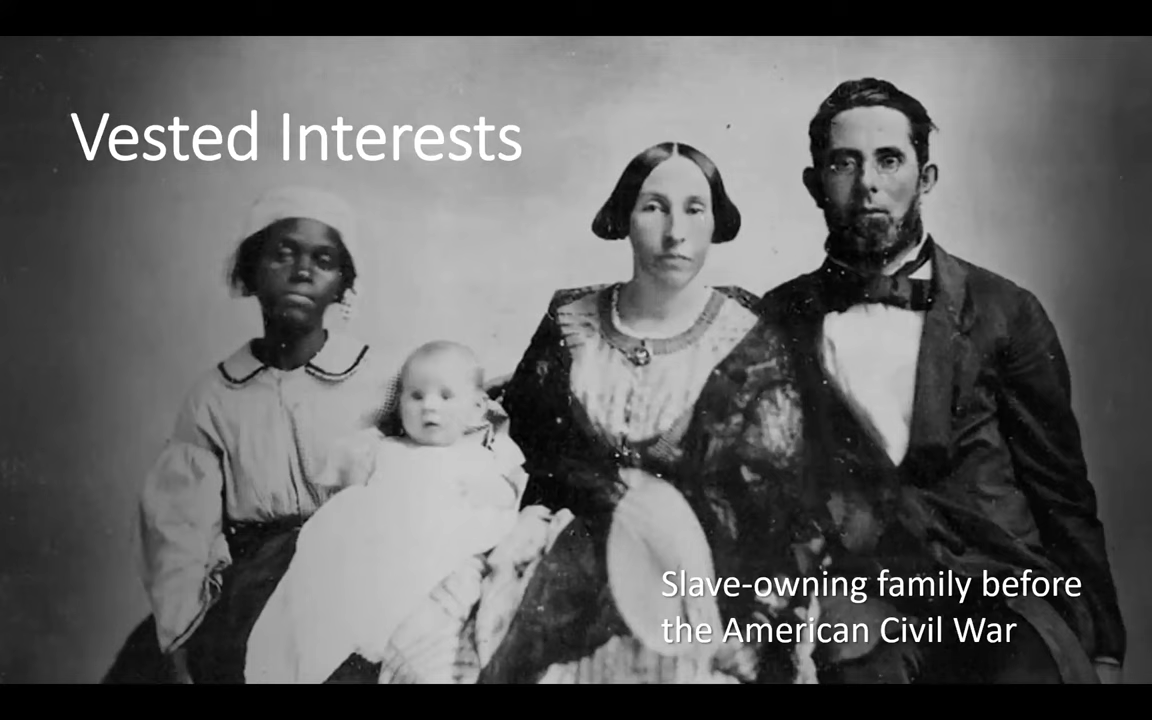 Vested Interests
Slave-owning family before
the American Civil War